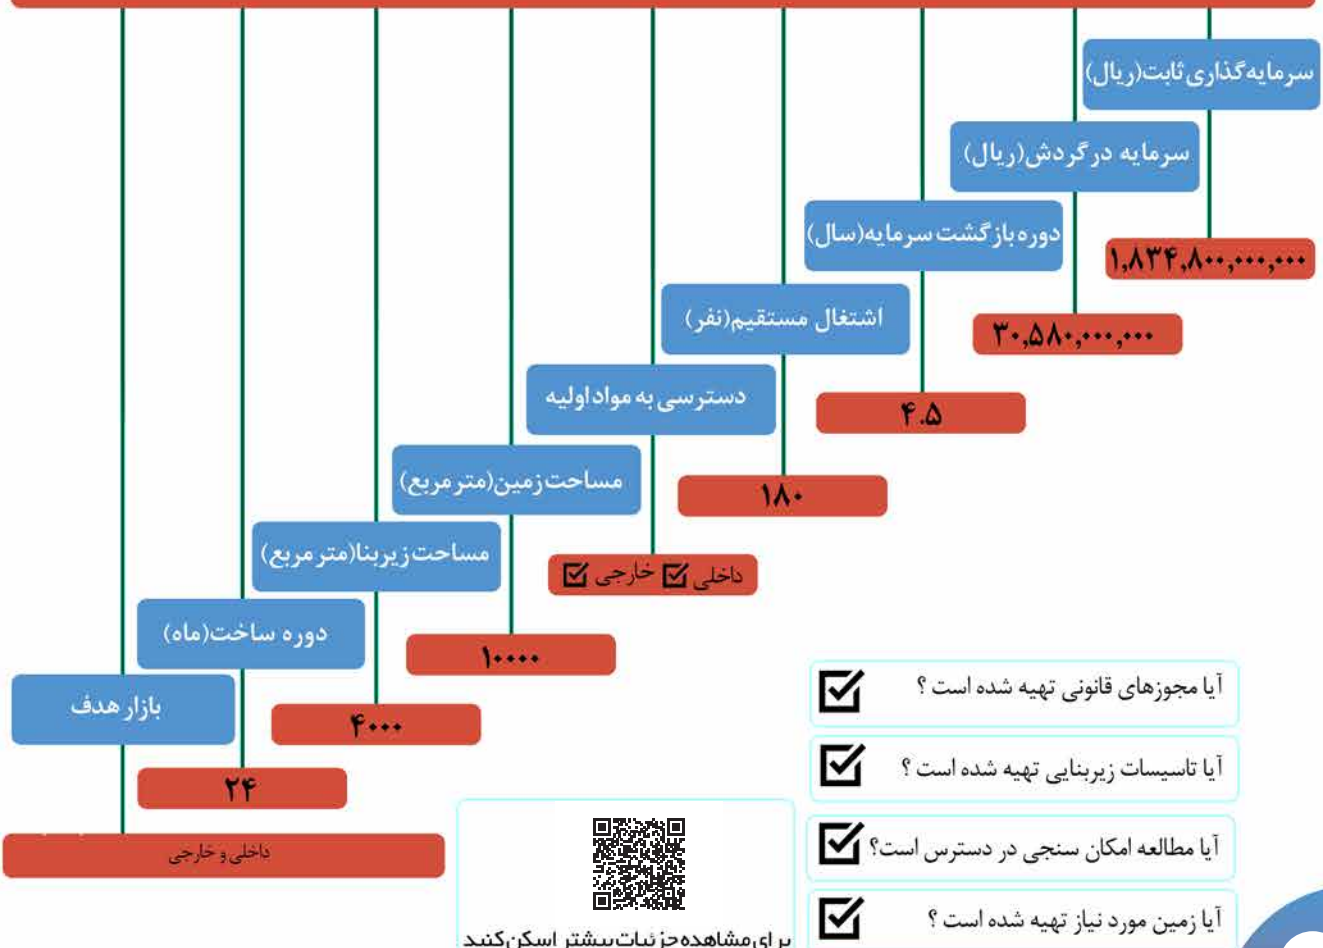 سرمایه‌گذاری ثابت(ریال)
۱,۸۳۴,۸۰۰,۰۰۰,۰۰۰
سرمایه در گردش(ریال)
۳۰,۵۸۰,۰۰۰,۰۰۰
دوره بازگشت سرمایه(سال)
۴.۵
اشتغال مستقیم(نفر)
۱۸۰
دسترسی به مواد اولیه
داخلی ☑ خارجی ☑
مساحت زمین(متر مربع)
۱۰۰۰۰
مساحت زیربنا(متر مربع)
۴۰۰۰
دوره ساخت(ماه)
۲۴
بازار هدف
داخلی و خارجی
آیا مجوزهای قانونی تهیه شده است ؟ ☑
آیا تاسیسات زیربنایی تهیه شده است ؟ ☑
آیا مطالعه امکان سنجی در دسترس است؟ ☑
آیا زمین مورد نیاز تهیه شده است ؟ ☑
برای مشاهده جزئیات بیشتر اسکن کنید